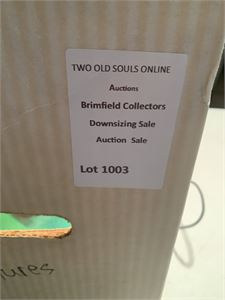 TWO OLD SOULS ONLINE
Auctions
Brimfield Collectors
Downsizing Sale
Auction Sale
Lot 1003